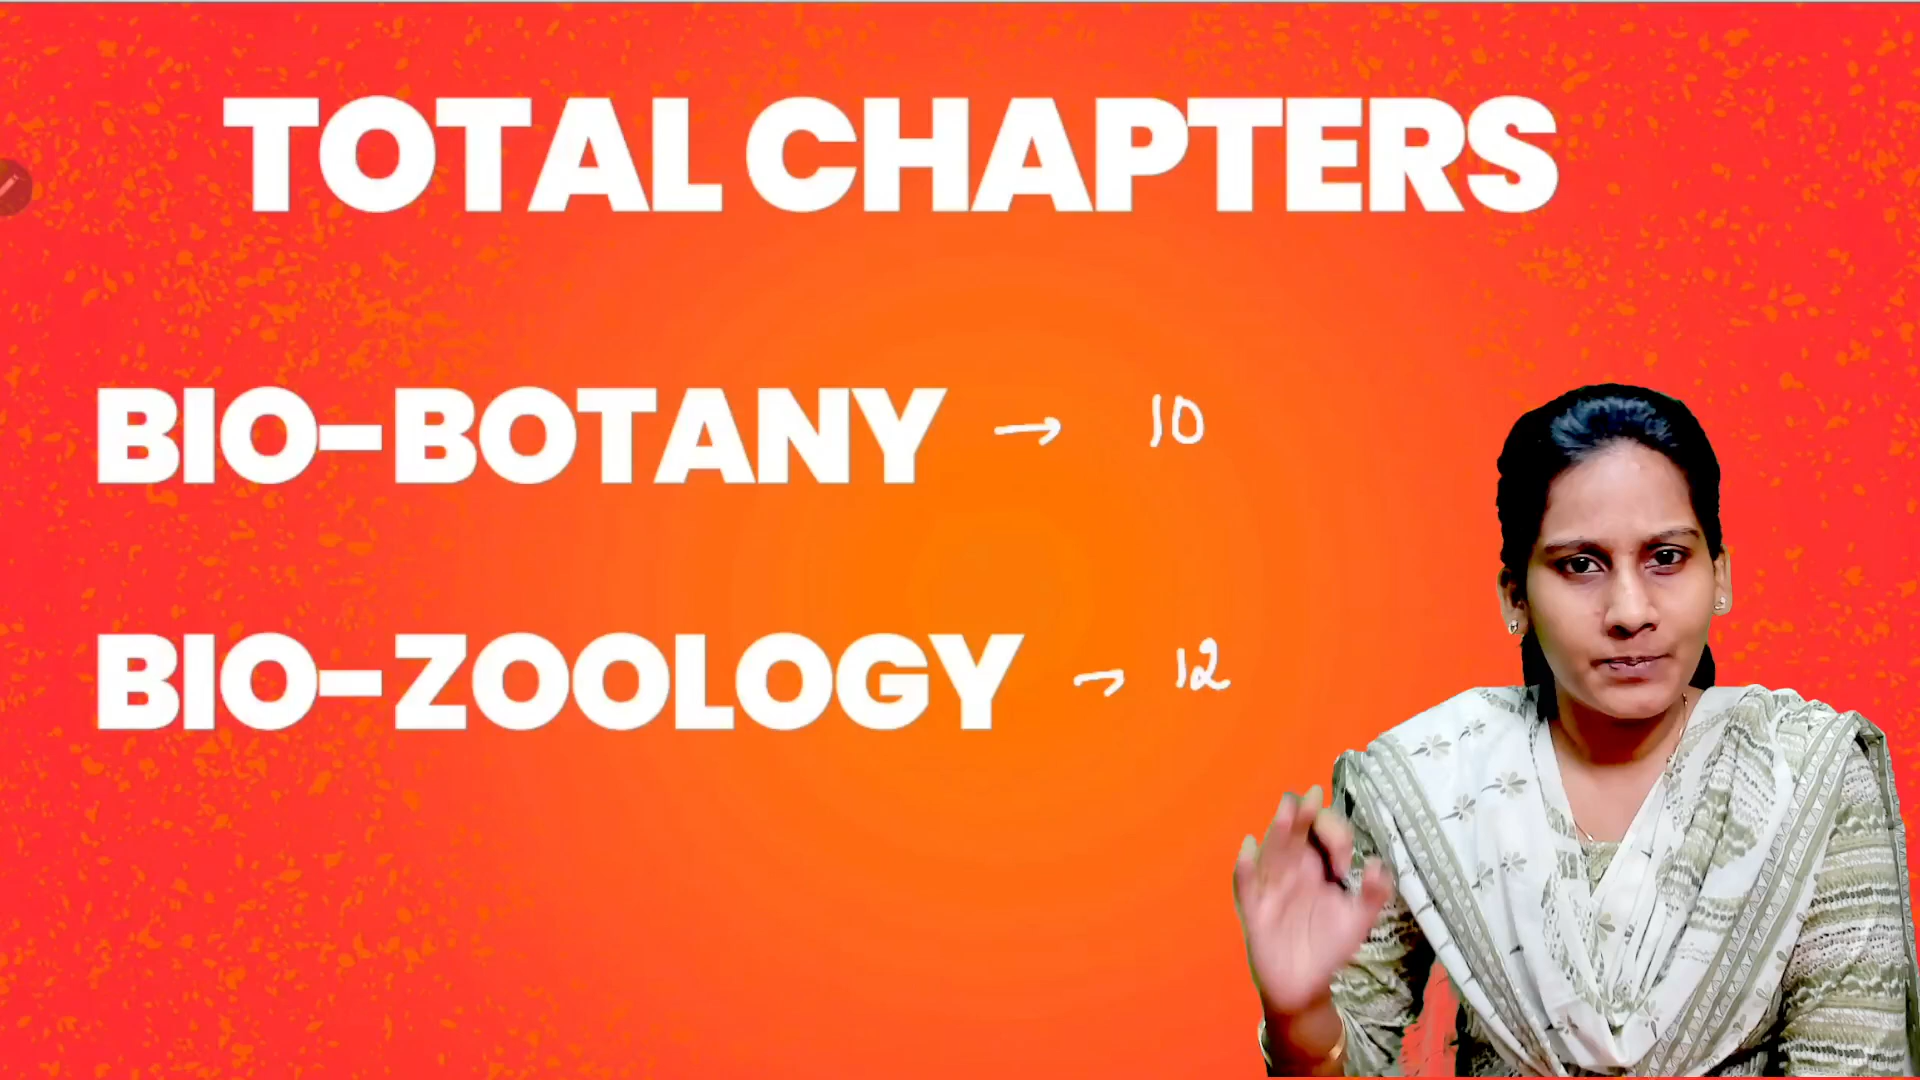 TOTAL CHAPTERS
BIO-BOTANY → 10
BIO-ZOOLOGY → 12